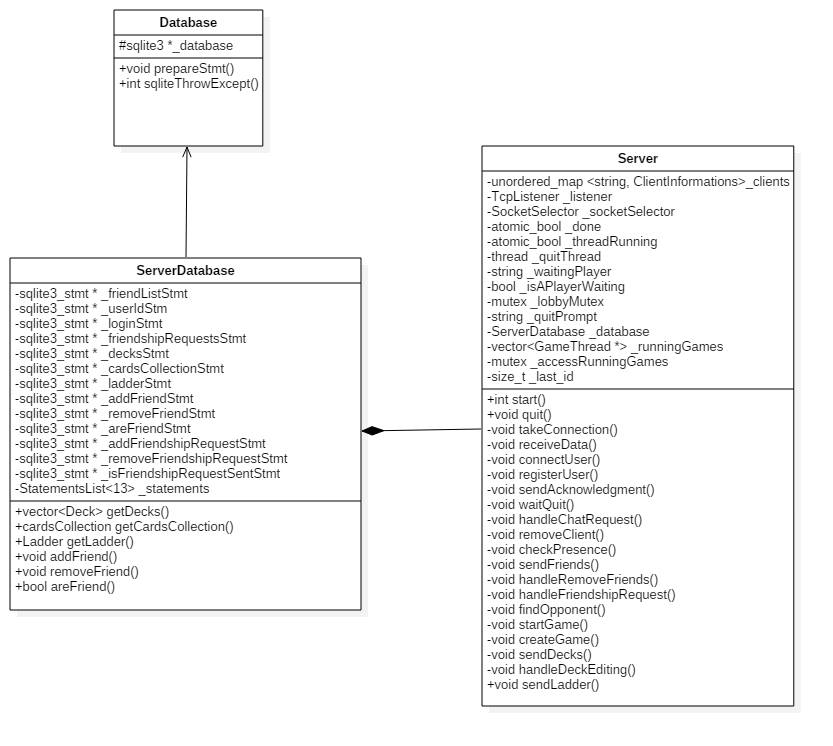 Database
#sqlite3 *_database
+void prepareStmt()
+int sqliteThrowExcept()
ServerDatabase
-sqlite3_stmt * _friendListStmt
-sqlite3_stmt * _userIdStm
-sqlite3_stmt * _loginStmt
-sqlite3_stmt * _friendshipRequestsStmt
-sqlite3_stmt * _decksStmt
-sqlite3_stmt * _cardsCollectionStmt
-sqlite3_stmt * _ladderStmt
-sqlite3_stmt * _addFriendStmt
-sqlite3_stmt * _removeFriendStmt
-sqlite3_stmt * _areFriendStmt
-sqlite3_stmt * _addFriendshipRequestStmt
-sqlite3_stmt * _removeFriendshipRequestStmt
-sqlite3_stmt * _isFriendshipRequestSentStmt
-StatementsList<13> _statements
+vector<Deck> getDecks()
+cardsCollection getCardsCollection()
+Ladder getLadder()
+void addFriend()
+void removeFriend()
+bool areFriend()
Server
-unordered_map <string, ClientInformations>_clients
-TcpListener _listener
-SocketSelector _socketSelector
-atomic_bool _done
-atomic_bool _threadRunning
-thread _quitThread
-string _waitingPlayer
-bool _isAPlayerWaiting
-mutex _lobbyMutex
-string _quitPrompt
-ServerDatabase _database
-vector<GameThread *> _runningGames
-mutex _accessRunningGames
-size_t _last_id
+int start()
+void quit()
-void takeConnection()
-void receiveData()
-void connectUser()
-void registerUser()
-void sendAcknowledgment()
-void waitQuit()
-void handleChatRequest()
-void removeClient()
-void checkPresence()
-void sendFriends()
-void handleRemoveFriends()
-void handleFriendshipRequest()
-void findOpponent()
-void startGame()
-void createGame()
-void sendDecks()
-void handleDeckEditing()
+void sendLadder()